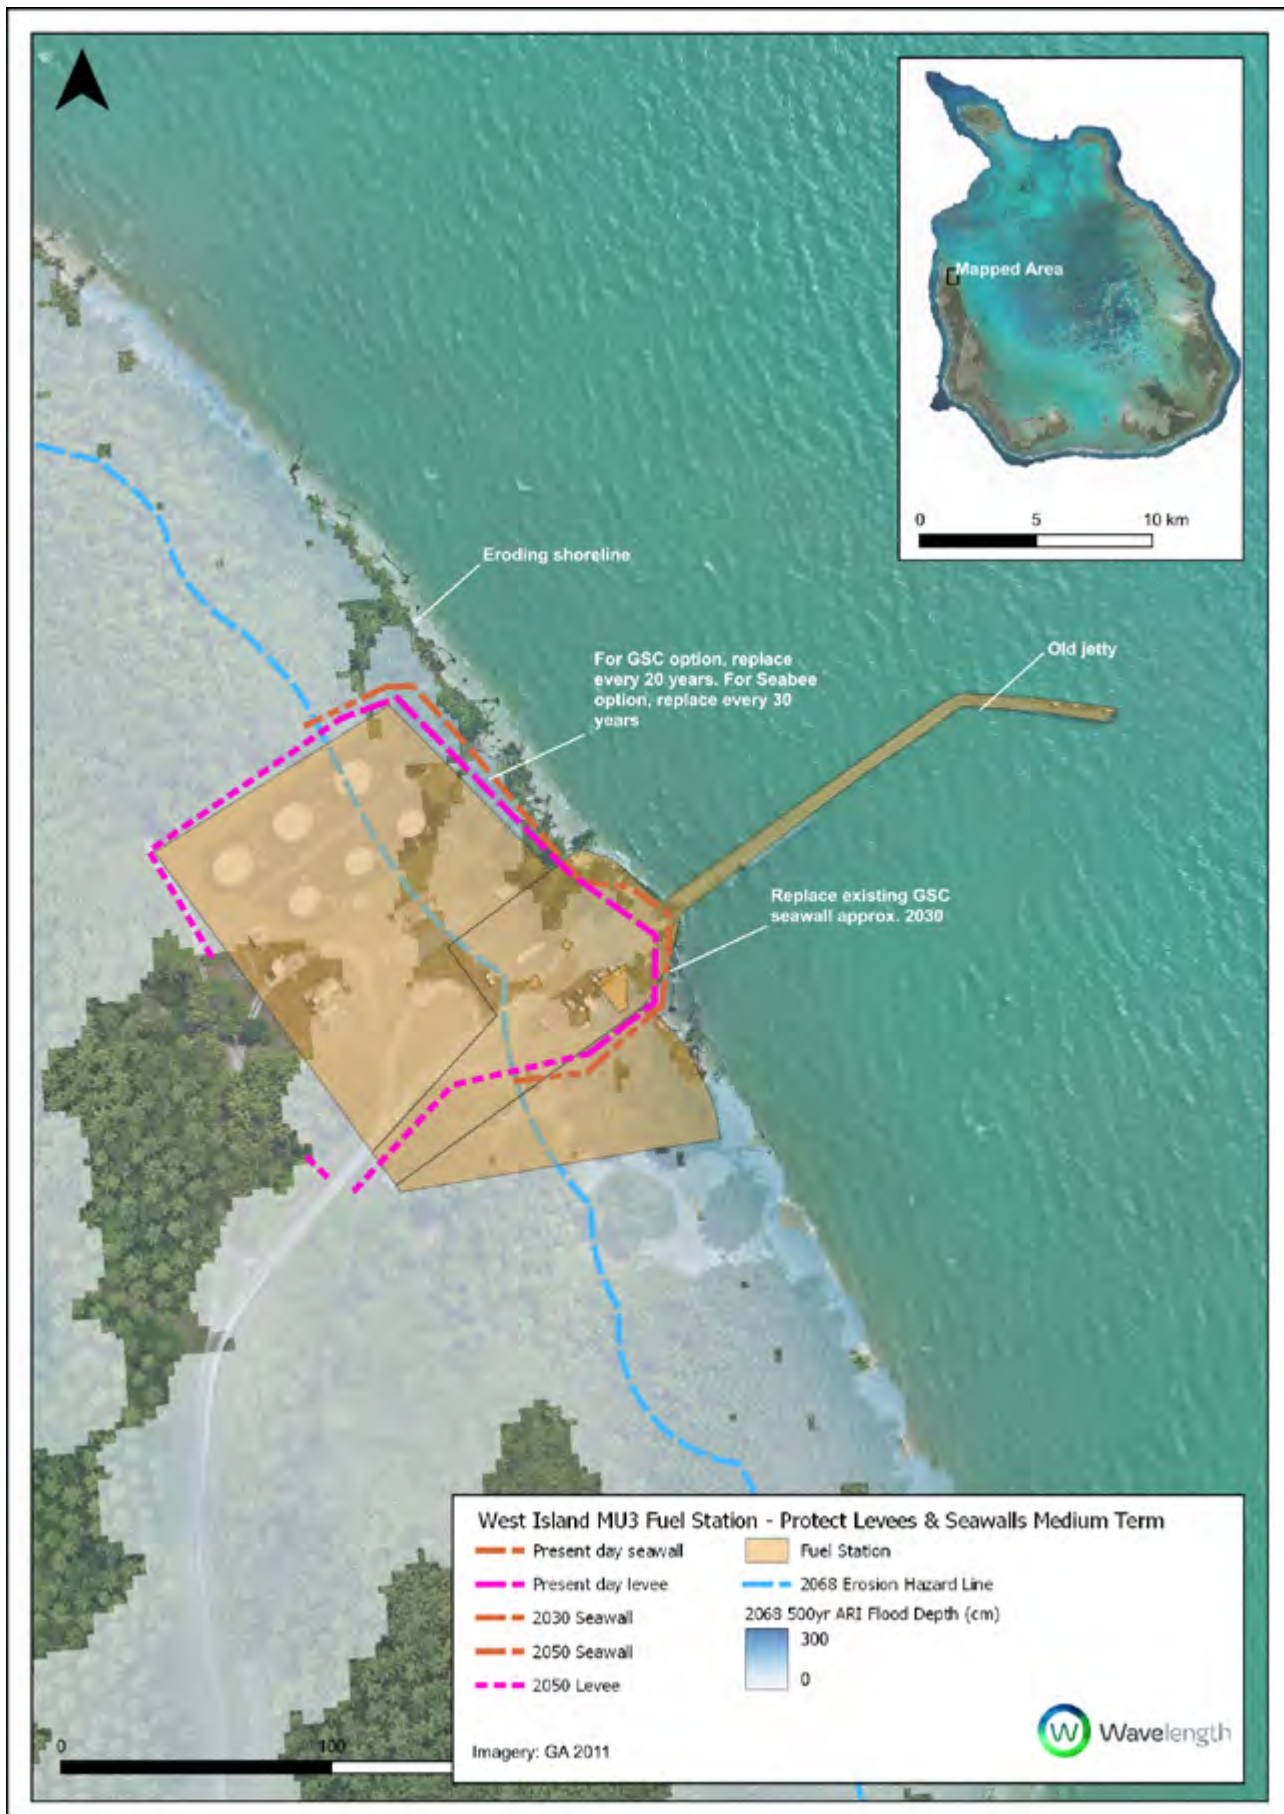 Mapped Area
0 5 10 km
Eroding shoreline
For GSC option, replace
every 20 years. For Seabee
option, replace every 30
years
Old jetty
Replace existing GSC
seawall approx. 2030
West Island MU3 Fuel Station - Protect Levees & Seawalls Medium Term
Present day seawall
Present day levee
2030 Seawall
2050 Seawall
2050 Levee
Fuel Station
2068 Erosion Hazard Line
2068 500yr ARI Flood Depth (cm)
300
0
Imagery: GA 2011
W Wavelength
0 100